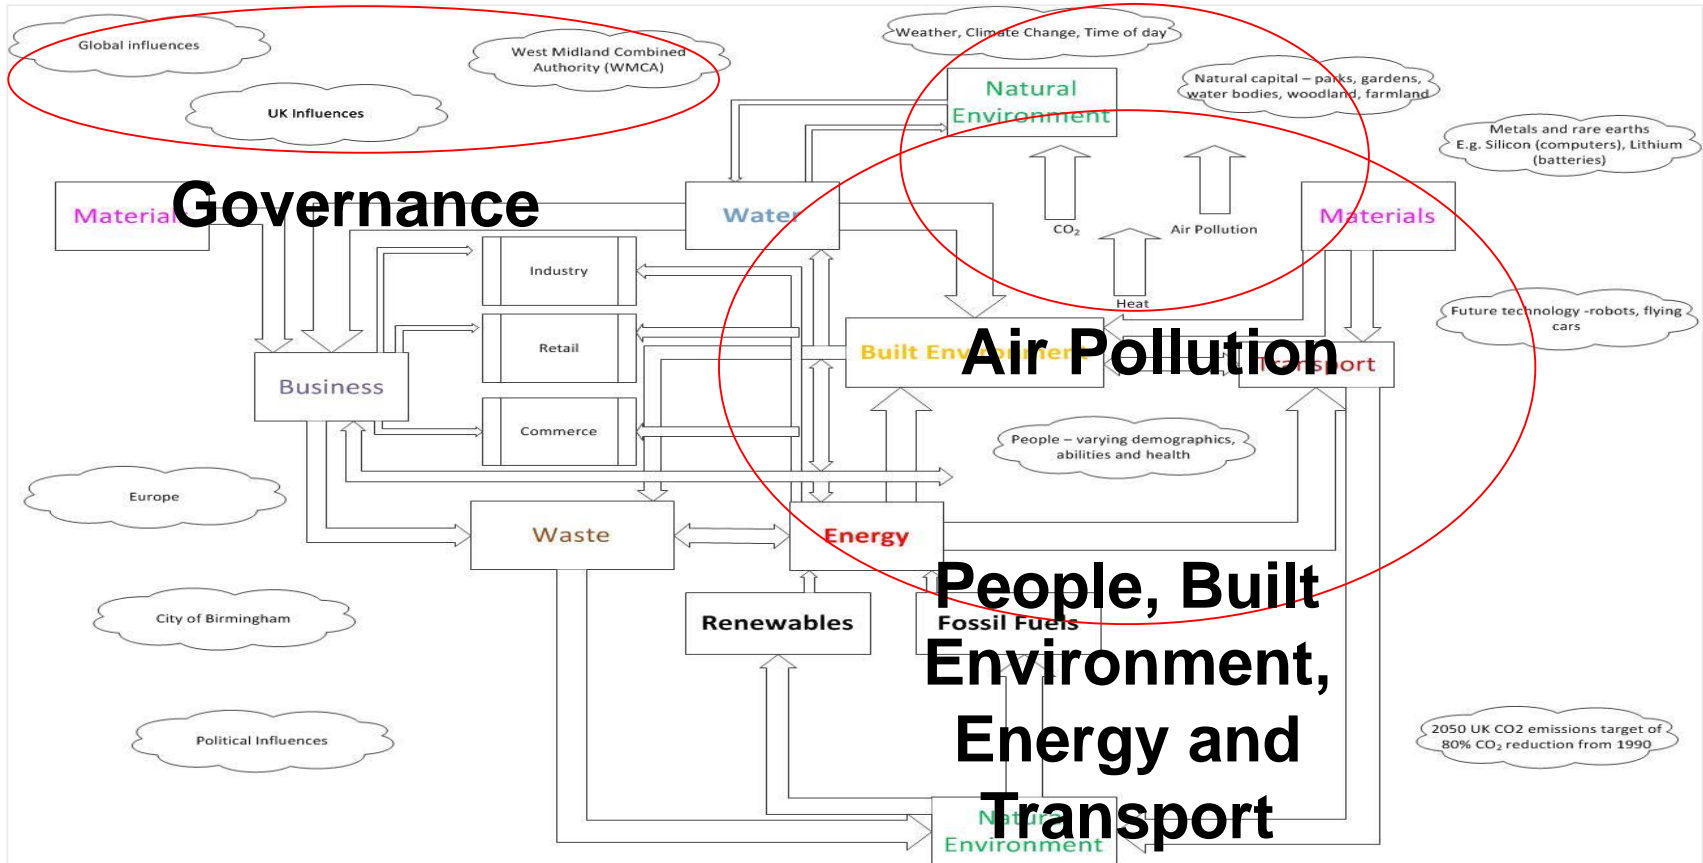 Global influences
West Midland Combined
Authority (WMCA)
UK Influences
Weather, Climate Change, Time of day
Natural
Environment
Natural capital – parks, gardens,
water bodies, woodland, farmland
Metals and rare earths
E.g. Silicon (computers), Lithium
(batteries)
Materials
Governance
Water
CO₂
Air Pollution
Materials
Industry
Heat
Future technology -robots, flying
cars
Retail
Built Environment
Air Pollution
Transport
Business
Commerce
People – varying demographics,
abilities and health
Europe
Waste
Energy
City of Birmingham
Renewables
Fossil Fuels
People, Built
Environment,
Energy and
Transport
Political Influences
2050 UK CO2 emissions target of
80% CO₂ reduction from 1990
Natural
Environment